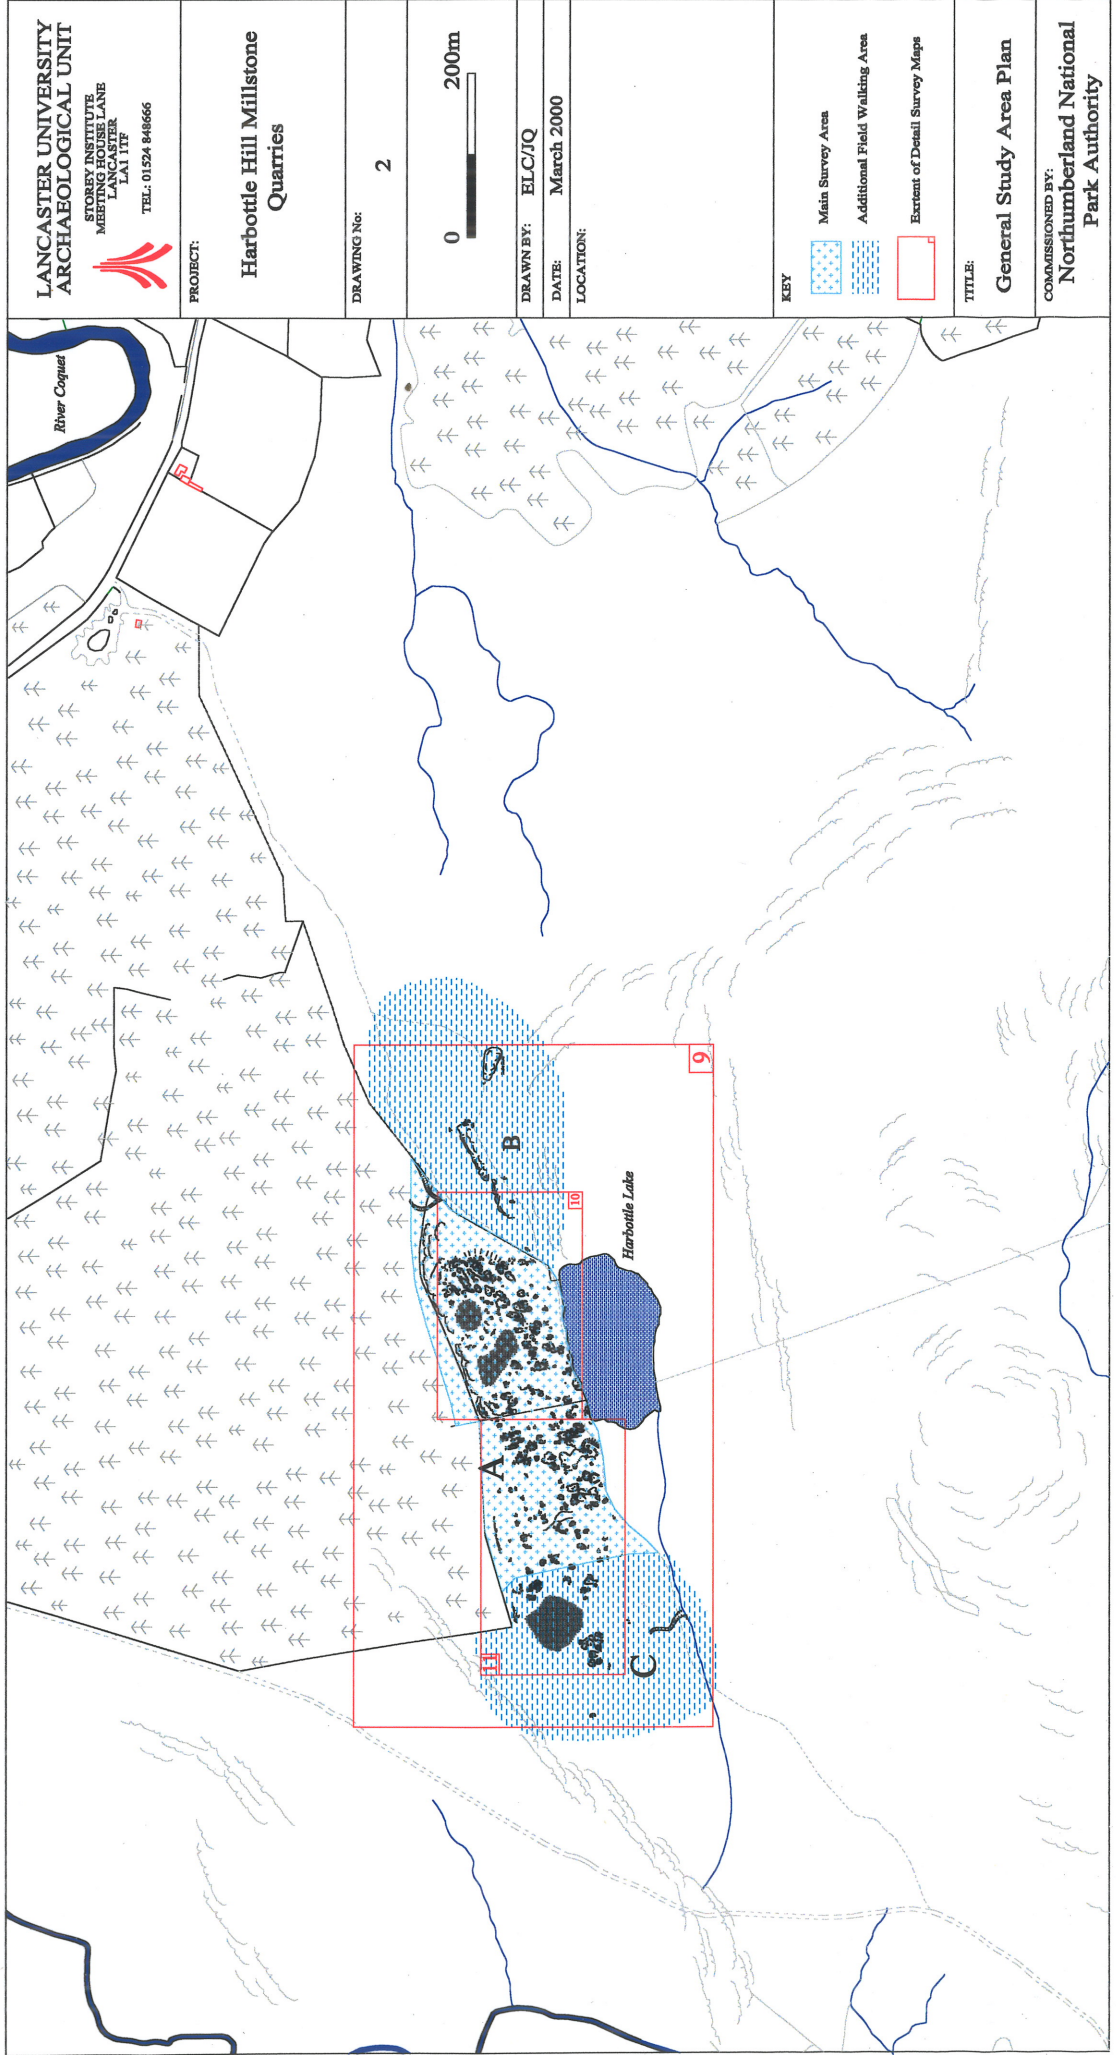 LANCASTER UNIVERSITY
ARCHAEOLOGICAL UNIT
STOREY INSTITUTE
MEETING HOUSE LANE
LANCASTER
LA1 1TF
TEL: 01524 848666
PROJECT:
Harbottle Hill Millstone
Quarries
DRAWING No:
2
0 200m
DRAWN BY: ELC/JQ
DATE: March 2000
LOCATION:
KEY
Main Survey Area
Additional Field Walking Area
Extent of Detail Survey Maps
TITLE:
General Study Area Plan
COMMISSIONED BY:
Northumberland National
Park Authority
River Coquet
9
B
10
Harbottle Lake
A
11
C